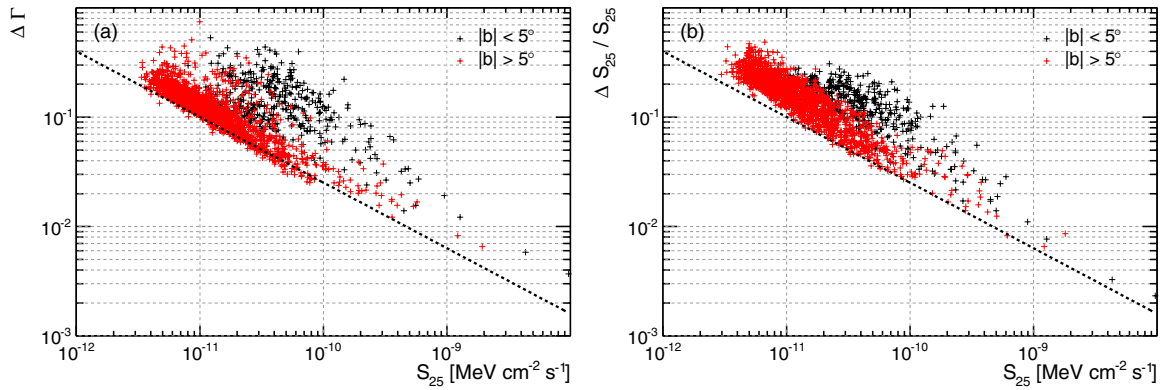 Δ Γ
(a)
|b| < 5°
|b| > 5°
10⁻¹
10⁻²
10⁻³
10⁻¹² 10⁻¹¹ 10⁻¹⁰ 10⁻⁹
S₂₅ [MeV cm⁻² s⁻¹]
Δ S₂₅ / S₂₅
(b)
|b| < 5°
|b| > 5°
10⁻¹
10⁻²
10⁻³
10⁻¹² 10⁻¹¹ 10⁻¹⁰ 10⁻⁹
S₂₅ [MeV cm⁻² s⁻¹]